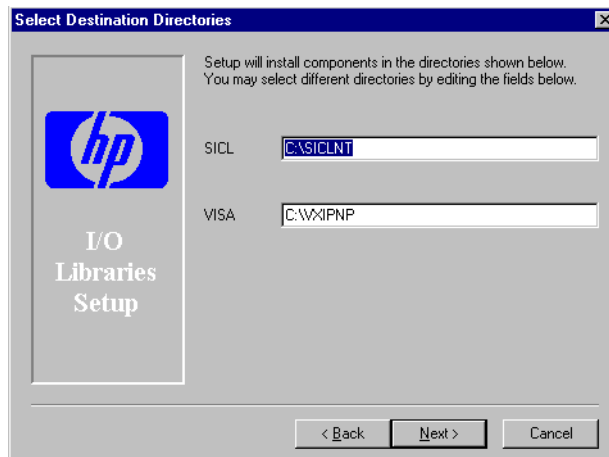 Select Destination Directories
Setup will install components in the directories shown below.
You may select different directories by editing the fields below.
hp
SICL
C:\SICLNT
VISA
C:\VXIPNP
I/O
Libraries
Setup
< Back
Next >
Cancel